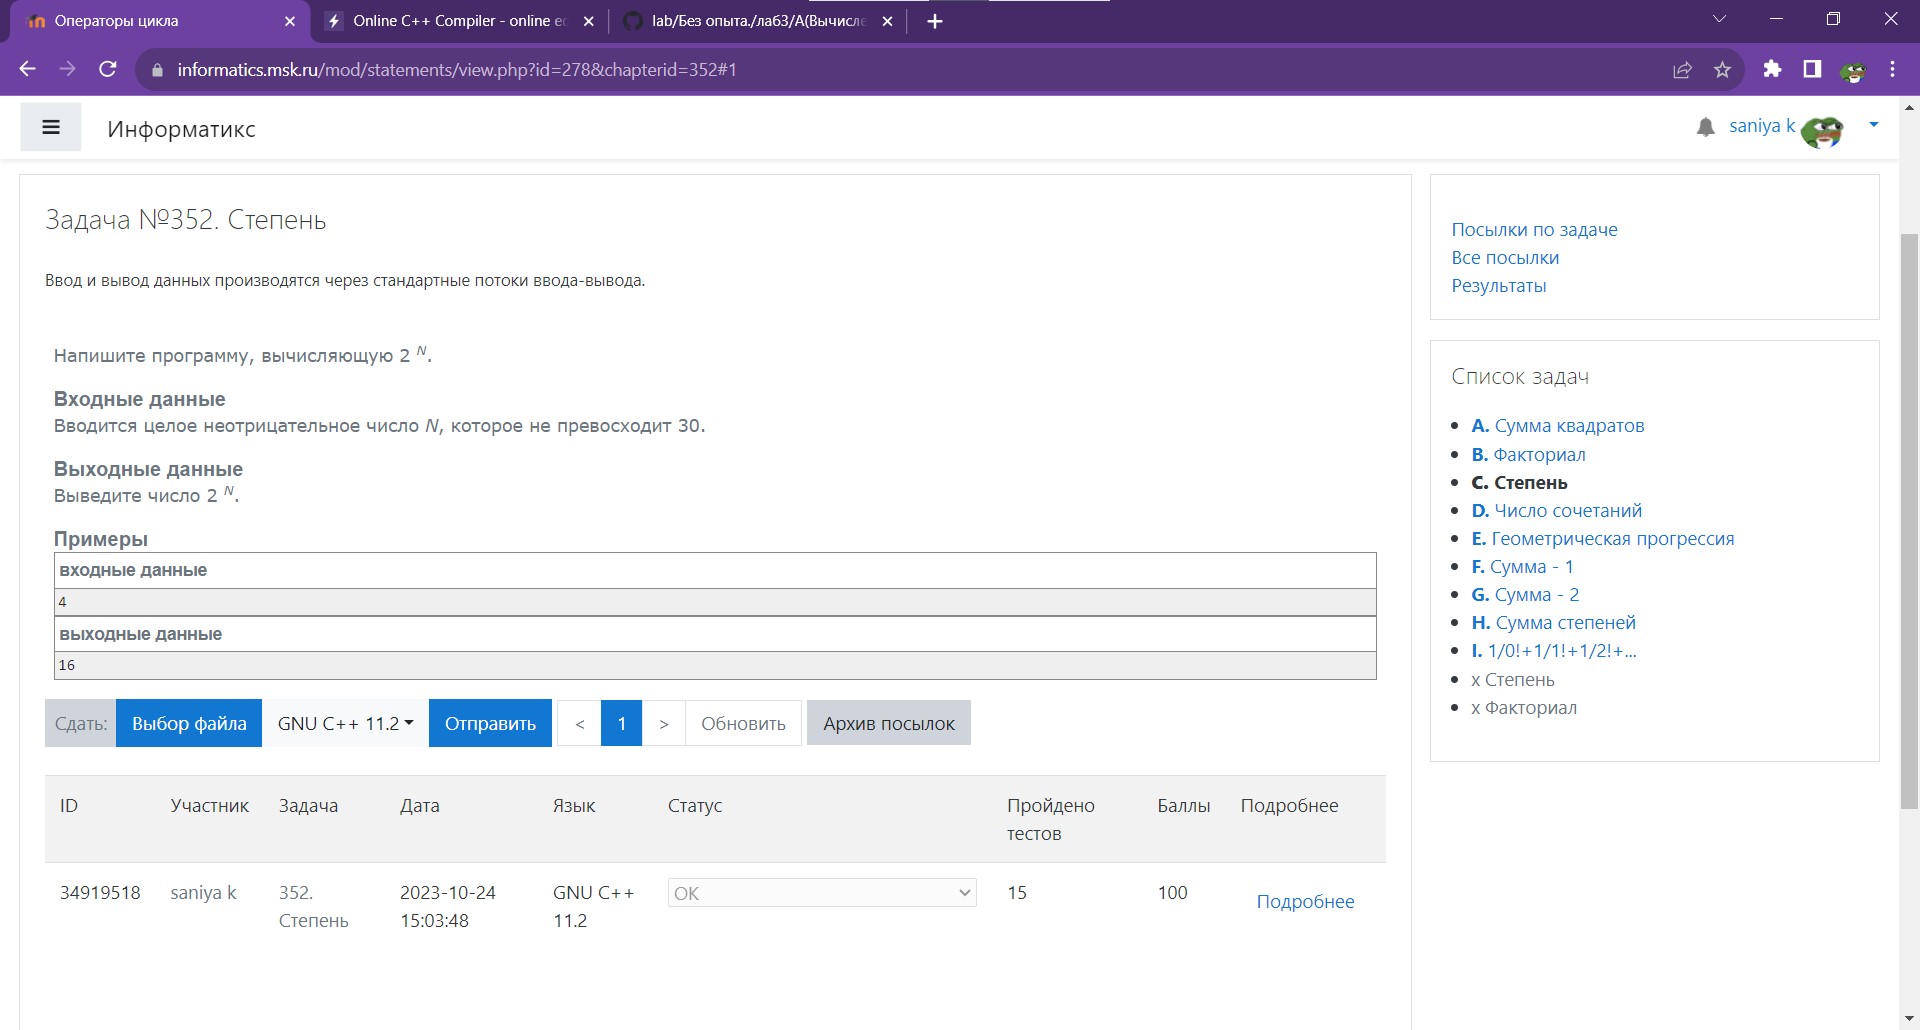 Операторы цикла
Online C++ Compiler - online ed
lab/Без опыта./лаб3/A(Вычисле
informatics.msk.ru/mod/statements/view.php?id=278&chapterid=352#1
Информатикс
saniya k
Задача №352. Степень
Ввод и вывод данных производятся через стандартные потоки ввода-вывода.
Напишите программу, вычисляющую 2 N.
Входные данные
Вводится целое неотрицательное число N, которое не превосходит 30.
Выходные данные
Выведите число 2 N.
Примеры
входные данные
4
выходные данные
16
Сдать: Выбор файла GNU C++ 11.2 Отправить < 1 > Обновить Архив посылок
ID Участник Задача Дата Язык Статус Пройдено тестов Баллы Подробнее
34919518 saniya k 352. Степень 2023-10-24 15:03:48 GNU C++ 11.2 OK 15 100 Подробнее
Посылки по задаче
Все посылки
Результаты
Список задач
A. Сумма квадратов
B. Факториал
C. Степень
D. Число сочетаний
E. Геометрическая прогрессия
F. Сумма - 1
G. Сумма - 2
H. Сумма степеней
I. 1/0!+1/1!+1/2!+...
x Степень
x Факториал